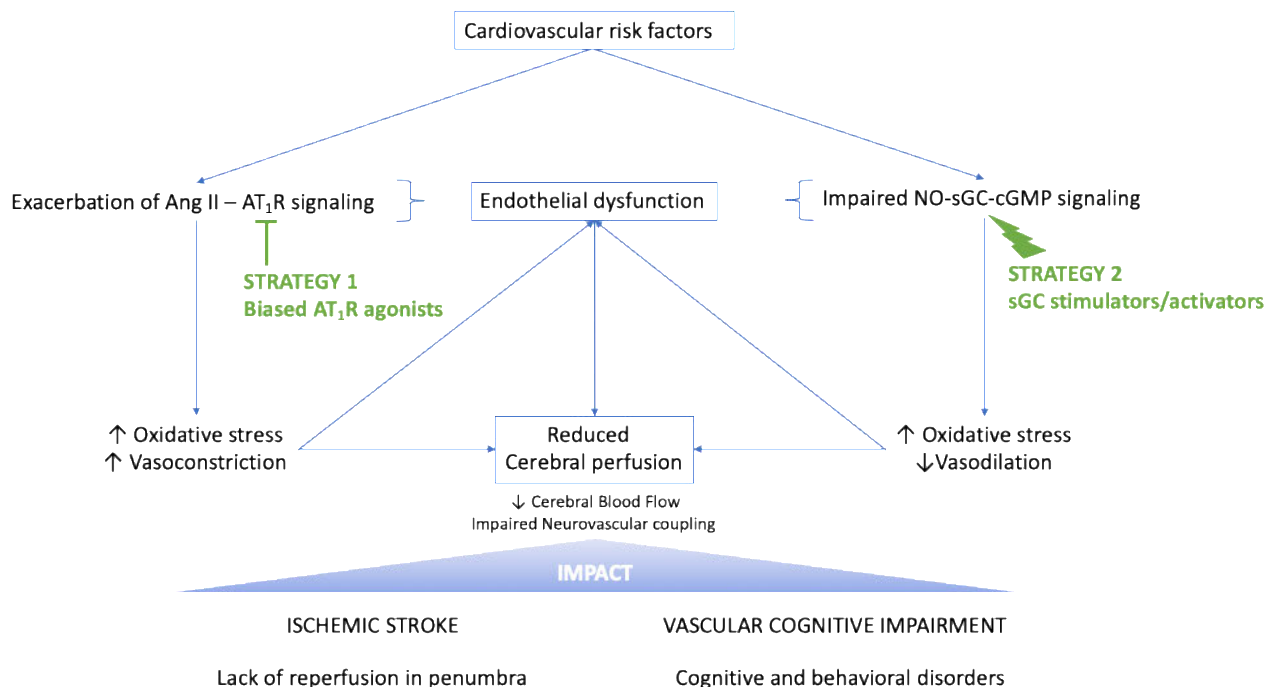 Cardiovascular risk factors
Exacerbation of Ang II – AT₁R signaling
Endothelial dysfunction
Impaired NO-sGC-cGMP signaling
STRATEGY 1
Biased AT₁R agonists
STRATEGY 2
sGC stimulators/activators
↑ Oxidative stress
↑ Vasoconstriction
Reduced
Cerebral perfusion
↑ Oxidative stress
↓Vasodilation
↓ Cerebral Blood Flow
Impaired Neurovascular coupling
IMPACT
ISCHEMIC STROKE
VASCULAR COGNITIVE IMPAIRMENT
Lack of reperfusion in penumbra
Cognitive and behavioral disorders